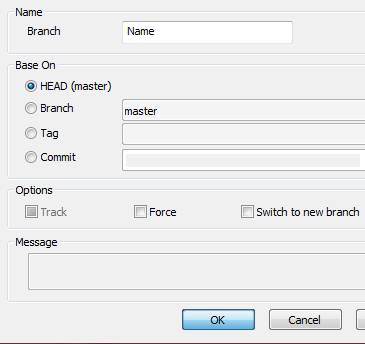 Name
Branch Name
Base On
HEAD (master)
Branch master
Tag
Commit
Options
Track Force Switch to new branch
Message
OK Cancel